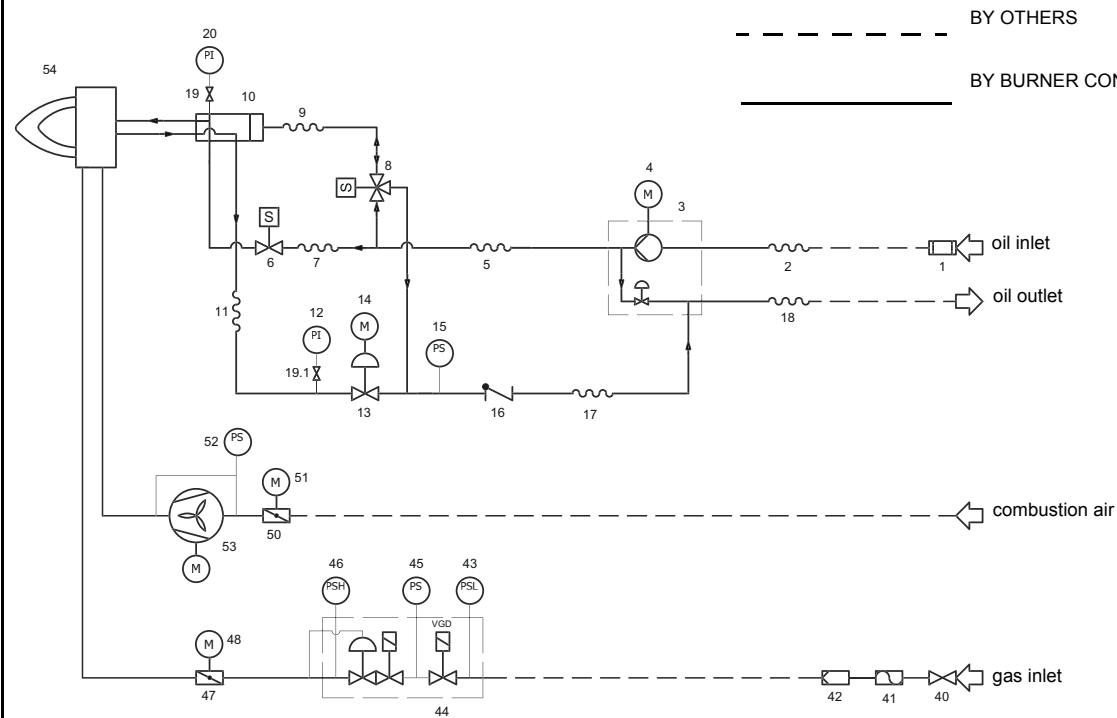 BY OTHERS
BY BURNER CON
20
PI
54
19
10
9
8
S
4
M
3
S
6
7
5
2
1
oil inlet
oil outlet
18
11
12
PI
14
M
15
PS
19.1
13
16
17
52
PS
51
M
53
50
combustion air
M
46
PSH
45
PS
43
PSL
VGD
M
48
47
44
42
41
40
gas inlet